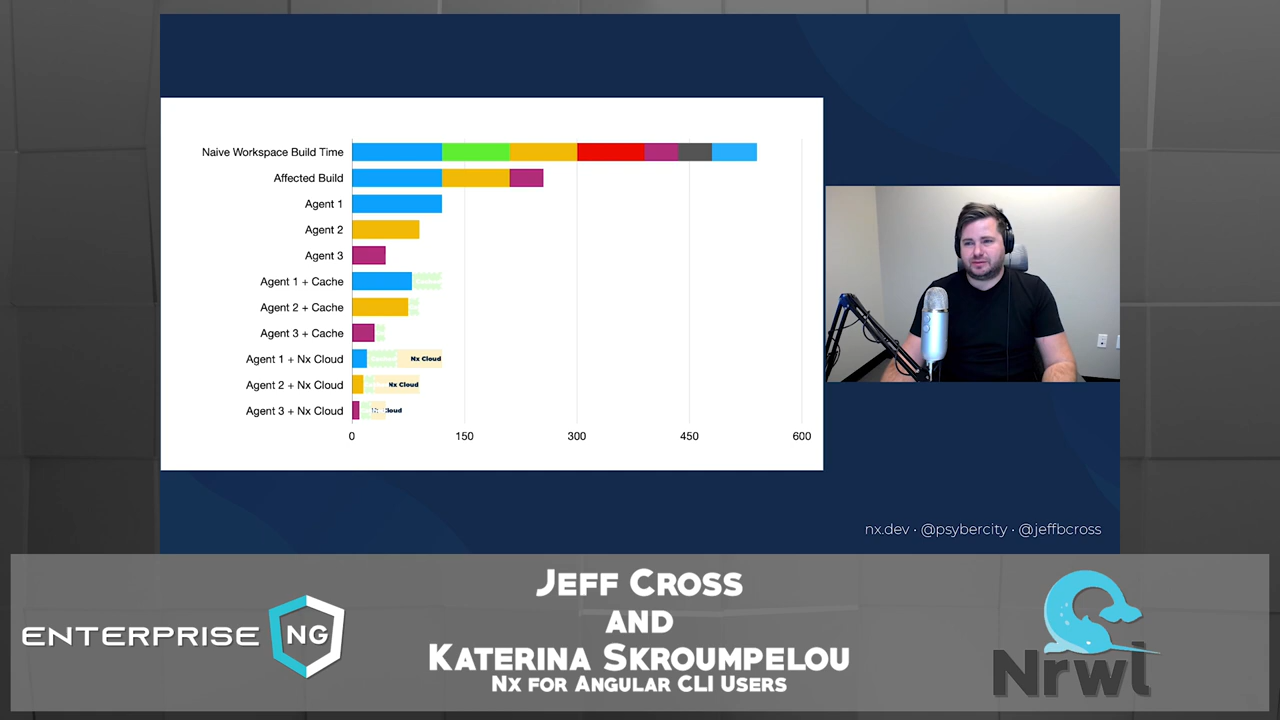 Naive Workspace Build Time
Affected Build
Agent 1
Agent 2
Agent 3
Agent 1 + Cache
Agent 2 + Cache
Agent 3 + Cache
Agent 1 + Nx Cloud
Nx Cloud
Agent 2 + Nx Cloud
Nx Cloud
Agent 3 + Nx Cloud
Cloud
0 150 300 450 600
nx.dev · @psybercity · @jeffbcross
ENTERPRISE NG
JEFF CROSS
AND
KATERINA SKROUMPELOU
NX FOR ANGULAR CLI USERS
Nrwl